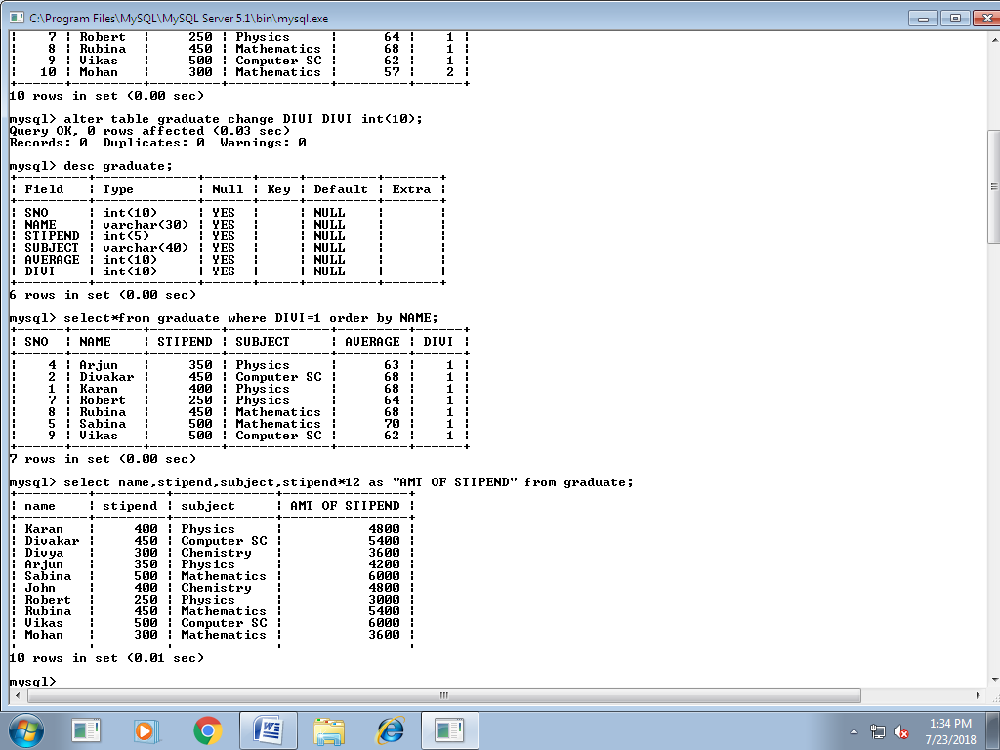 C:\Program Files\MySQL\MySQL Server 5.1\bin\mysql.exe
| 7 | Robert | 250 | Physics | 64 | 1 |
| 8 | Rubina | 450 | Mathematics | 68 | 1 |
| 9 | Vikas | 500 | Computer SC | 62 | 1 |
| 10 | Mohan | 300 | Mathematics | 57 | 2 |
10 rows in set (0.00 sec)
mysql> alter table graduate change DIVI DIVI int(10);
Query OK, 0 rows affected (0.03 sec)
Records: 0  Duplicates: 0  Warnings: 0
mysql> desc graduate;
| Field | Type | Null | Key | Default | Extra |
| SNO | int(10) | YES | | NULL | |
| NAME | varchar(30) | YES | | NULL | |
| STIPEND | int(5) | YES | | NULL | |
| SUBJECT | varchar(40) | YES | | NULL | |
| AVERAGE | int(10) | YES | | NULL | |
| DIVI | int(10) | YES | | NULL | |
6 rows in set (0.00 sec)
mysql> select*from graduate where DIVI=1 order by NAME;
| SNO | NAME | STIPEND | SUBJECT | AVERAGE | DIVI |
| 4 | Arjun | 350 | Physics | 63 | 1 |
| 2 | Divakar | 450 | Computer SC | 68 | 1 |
| 1 | Karan | 400 | Physics | 68 | 1 |
| 7 | Robert | 250 | Physics | 64 | 1 |
| 8 | Rubina | 450 | Mathematics | 68 | 1 |
| 5 | Sabina | 500 | Mathematics | 70 | 1 |
| 9 | Vikas | 500 | Computer SC | 62 | 1 |
7 rows in set (0.00 sec)
mysql> select name,stipend,subject,stipend*12 as "AMT OF STIPEND" from graduate;
| name | stipend | subject | AMT OF STIPEND |
| Karan | 400 | Physics | 4800 |
| Divakar | 450 | Computer SC | 5400 |
| Divya | 300 | Chemistry | 3600 |
| Arjun | 350 | Physics | 4200 |
| Sabina | 500 | Mathematics | 6000 |
| John | 400 | Chemistry | 4800 |
| Robert | 250 | Physics | 3000 |
| Rubina | 450 | Mathematics | 5400 |
| Vikas | 500 | Computer SC | 6000 |
| Mohan | 300 | Mathematics | 3600 |
10 rows in set (0.01 sec)
mysql>
1:34 PM
7/23/2018